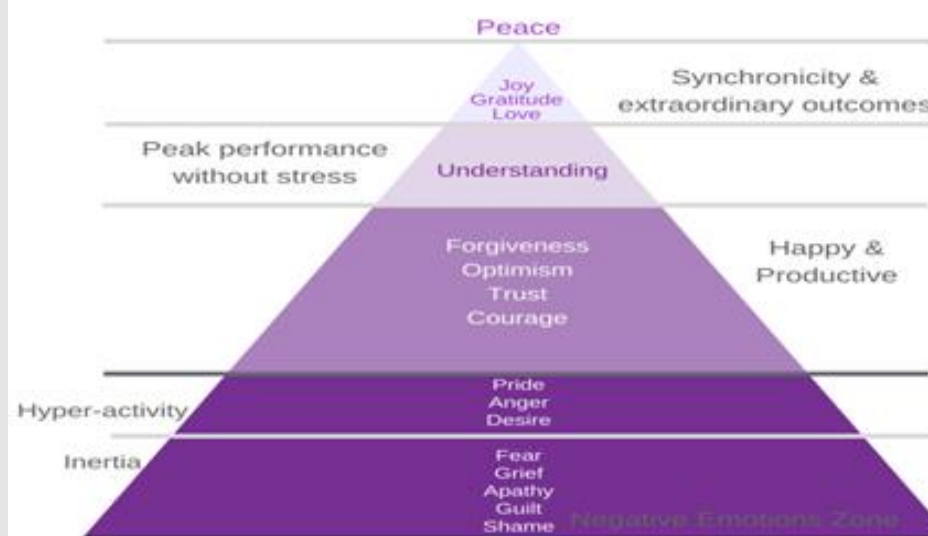 Peace
Joy
Gratitude
Love
Synchronicity &
extraordinary outcomes
Peak performance
without stress
Understanding
Forgiveness
Optimism
Trust
Courage
Happy &
Productive
Pride
Anger
Desire
Hyper-activity
Inertia
Fear
Grief
Apathy
Guilt
Shame
Negative Emotions Zone